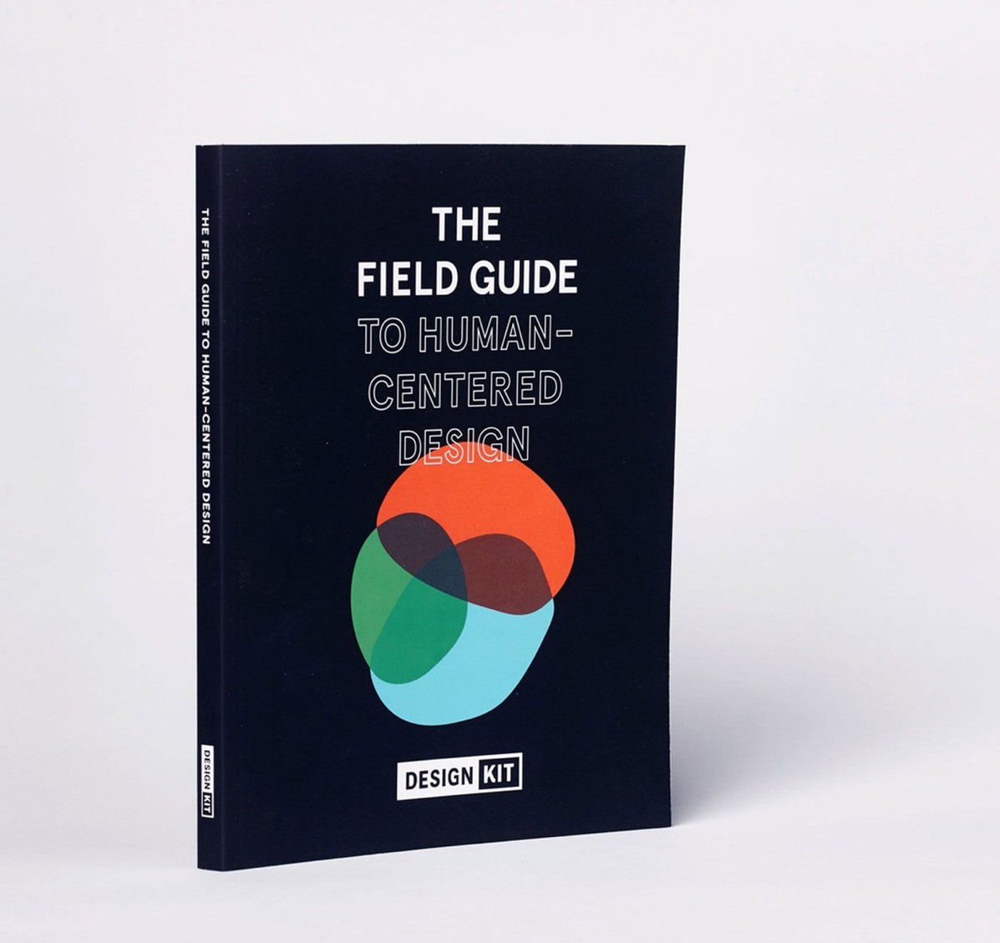 THE FIELD GUIDE TO HUMAN-CENTERED DESIGN
DESIGN KIT
THE
FIELD GUIDE
TO HUMAN-
CENTERED
DESIGN
DESIGN KIT